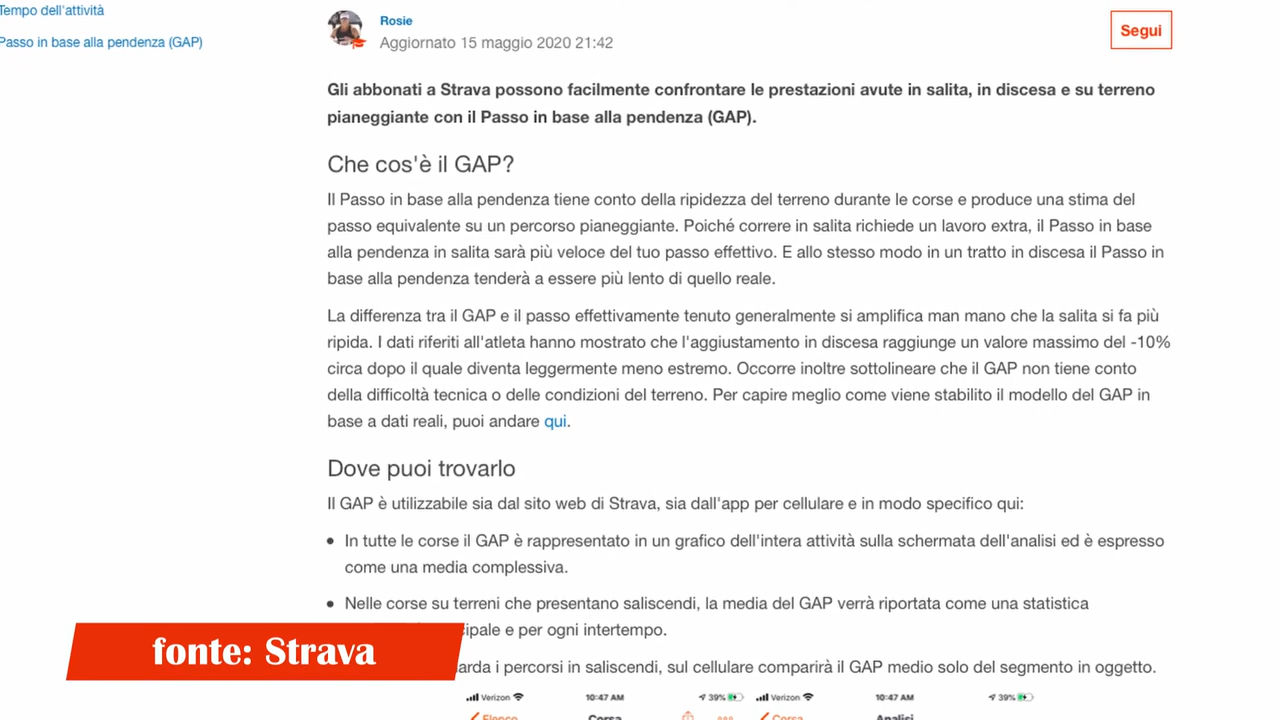 Tempo dell'attività
Passo in base alla pendenza (GAP)
Rosie
Aggiornato 15 maggio 2020 21:42
Segui
Gli abbonati a Strava possono facilmente confrontare le prestazioni avute in salita, in discesa e su terreno
pianeggiante con il Passo in base alla pendenza (GAP).
Che cos'è il GAP?
Il Passo in base alla pendenza tiene conto della ripidezza del terreno durante le corse e produce una stima del
passo equivalente su un percorso pianeggiante. Poiché correre in salita richiede un lavoro extra, il Passo in base
alla pendenza in salita sarà più veloce del tuo passo effettivo. E allo stesso modo in un tratto in discesa il Passo in
base alla pendenza tenderà a essere più lento di quello reale.
La differenza tra il GAP e il passo effettivamente tenuto generalmente si amplifica man mano che la salita si fa più
ripida. I dati riferiti all'atleta hanno mostrato che l'aggiustamento in discesa raggiunge un valore massimo del -10%
circa dopo il quale diventa leggermente meno estremo. Occorre inoltre sottolineare che il GAP non tiene conto
della difficoltà tecnica o delle condizioni del terreno. Per capire meglio come viene stabilito il modello del GAP in
base a dati reali, puoi andare qui.
Dove puoi trovarlo
Il GAP è utilizzabile sia dal sito web di Strava, sia dall'app per cellulare e in modo specifico qui:
• In tutte le corse il GAP è rappresentato in un grafico dell'intera attività sulla schermata dell'analisi ed è espresso
come una media complessiva.
• Nelle corse su terreni che presentano saliscendi, la media del GAP verrà riportata come una statistica
cipale e per ogni intertempo.
arda i percorsi in saliscendi, sul cellulare comparirà il GAP medio solo del segmento in oggetto.
fonte: Strava
Verizon 10:47 AM 39% Verizon 10:47 AM 39%
Elenco Corsa Corsa Analisi